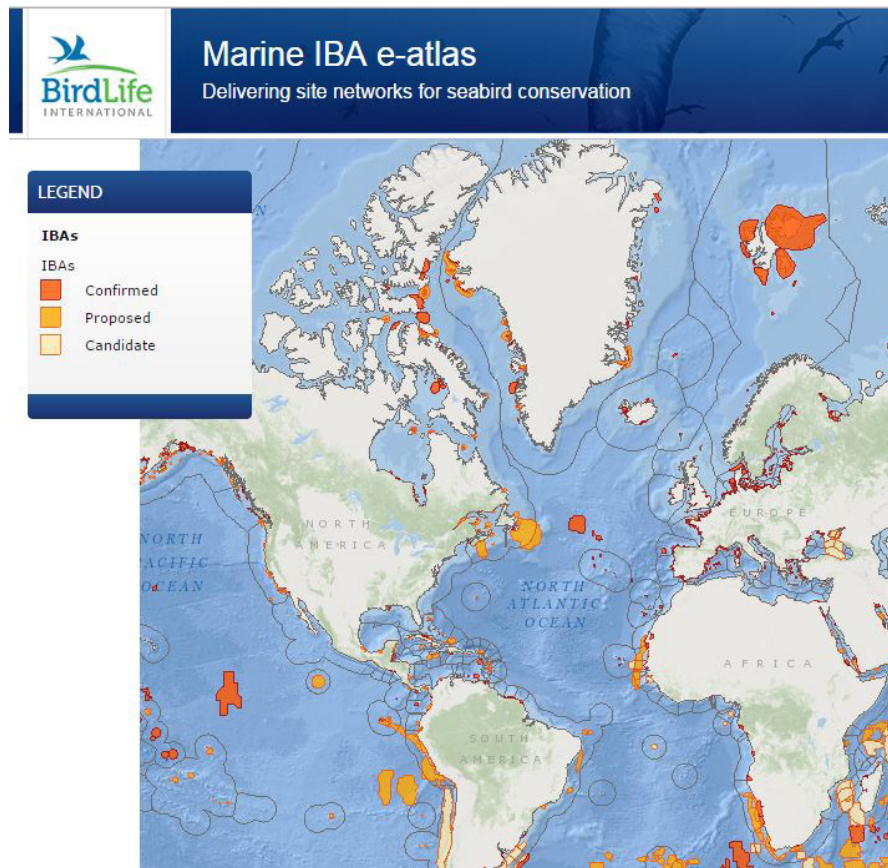 BirdLife
INTERNATIONAL
Marine IBA e-atlas
Delivering site networks for seabird conservation
LEGEND
IBAs
IBAs
Confirmed
Proposed
Candidate
N
NORTH
AMERICA
EUROPE
NORTH
PACIFIC
OCEAN
NORTH
ATLANTIC
OCEAN
AFRICA
SOUTH
AMERICA